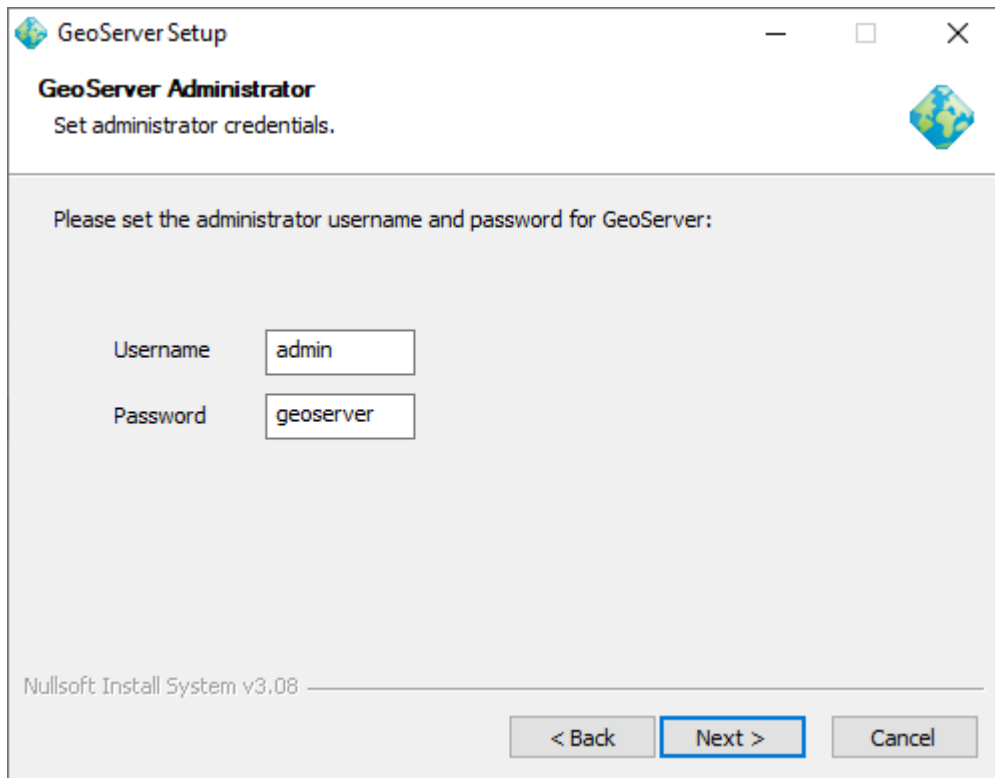 GeoServer Setup
GeoServer Administrator
Set administrator credentials.
Please set the administrator username and password for GeoServer:
Username admin
Password geoserver
Nullsoft Install System v3.08
< Back Next > Cancel